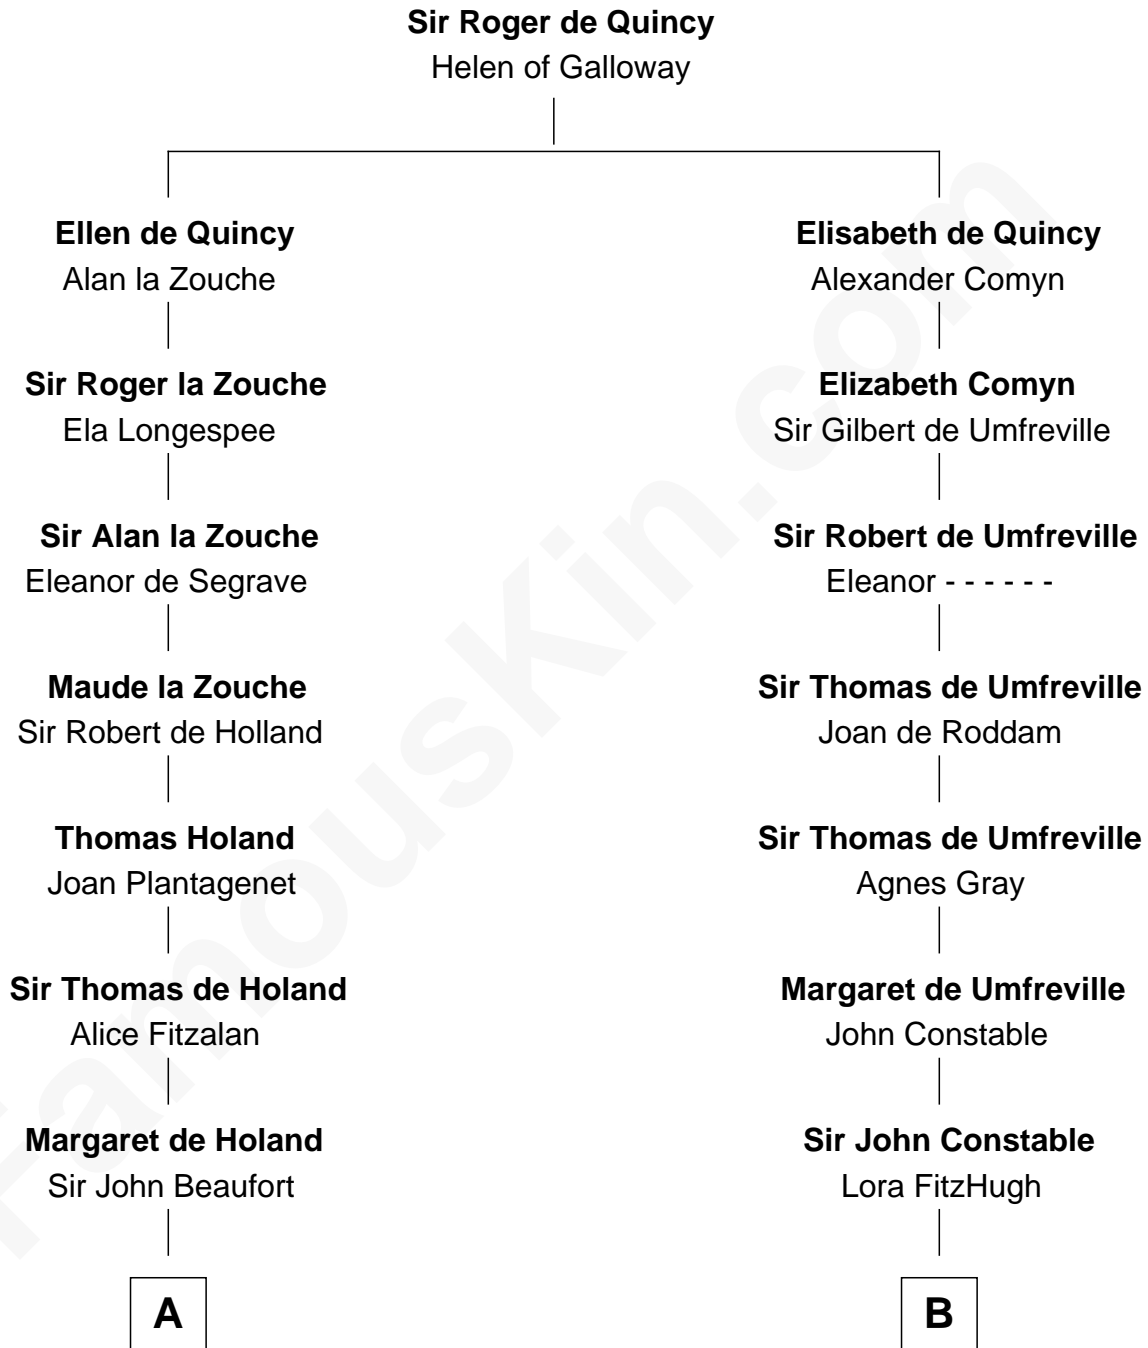 Sir Roger de Quincy
Helen of Galloway
Ellen de Quincy
Alan la Zouche
Elisabeth de Quincy
Alexander Comyn
Sir Roger la Zouche
Ela Longespee
Elizabeth Comyn
Sir Gilbert de Umfreville
Sir Alan la Zouche
Eleanor de Segrave
Sir Robert de Umfreville
Eleanor - - - - - -
Maude la Zouche
Sir Robert de Holland
Sir Thomas de Umfreville
Joan de Roddam
Thomas Holand
Joan Plantagenet
Sir Thomas de Umfreville
Agnes Gray
Sir Thomas de Holand
Alice Fitzalan
Margaret de Umfreville
John Constable
Margaret de Holand
Sir John Beaufort
Sir John Constable
Lora FitzHugh
A
B
FamousKin.com